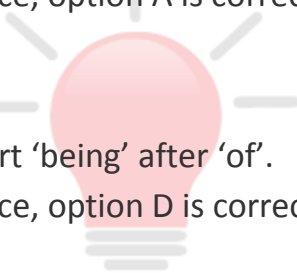 ce, option A is correc
rt ‘being’ after ‘of’.
ce, option D is correc